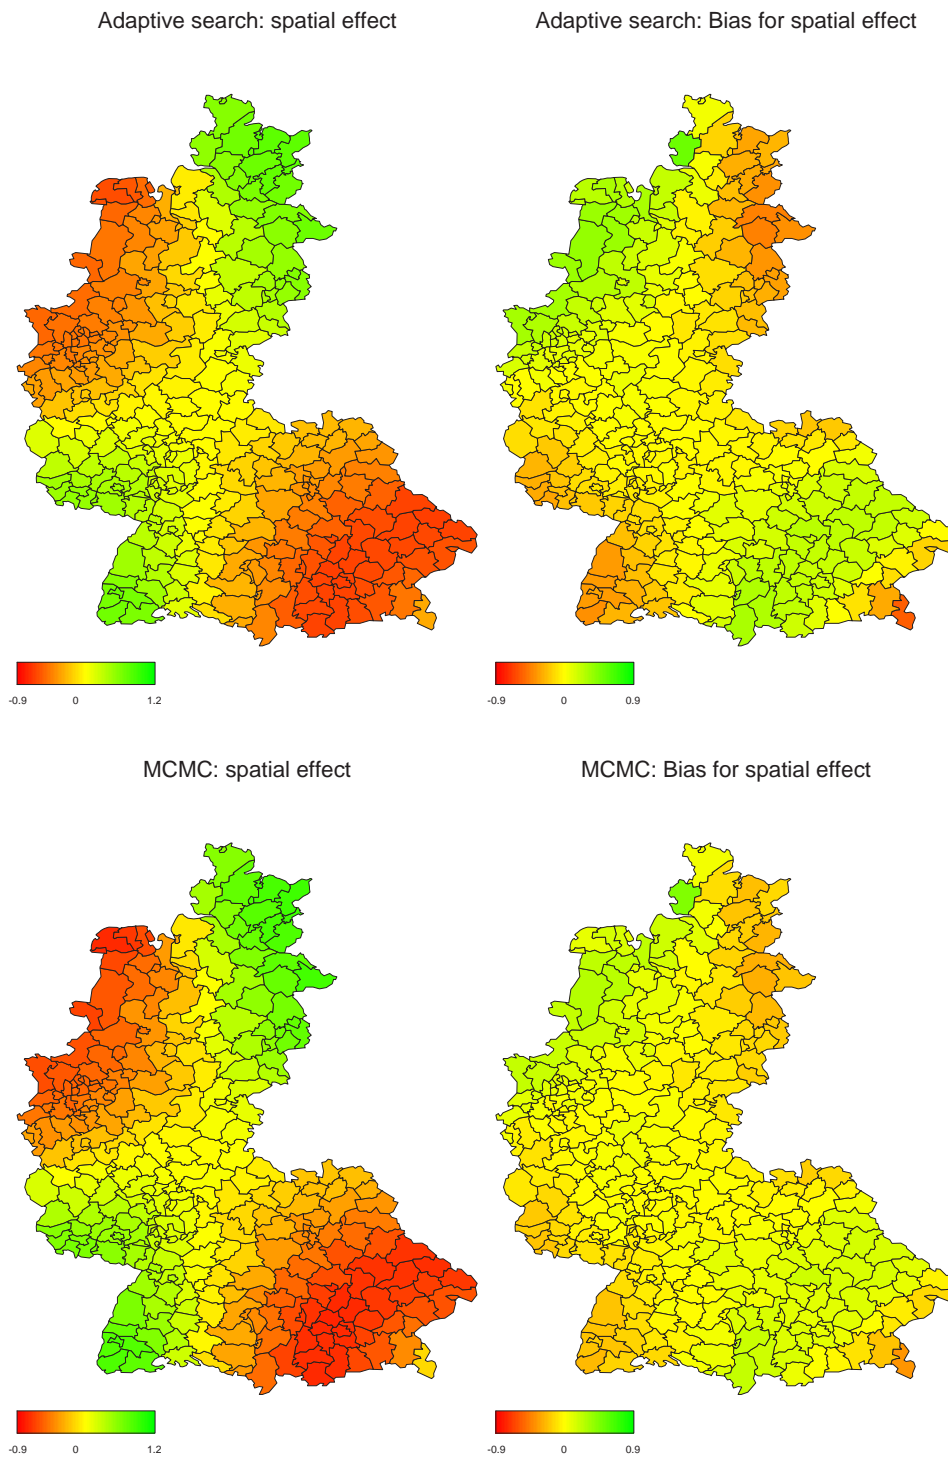 Adaptive search: spatial effect
Adaptive search: Bias for spatial effect
-0.9 0 1.2
-0.9 0 0.9
MCMC: spatial effect
MCMC: Bias for spatial effect
-0.9 0 1.2
-0.9 0 0.9